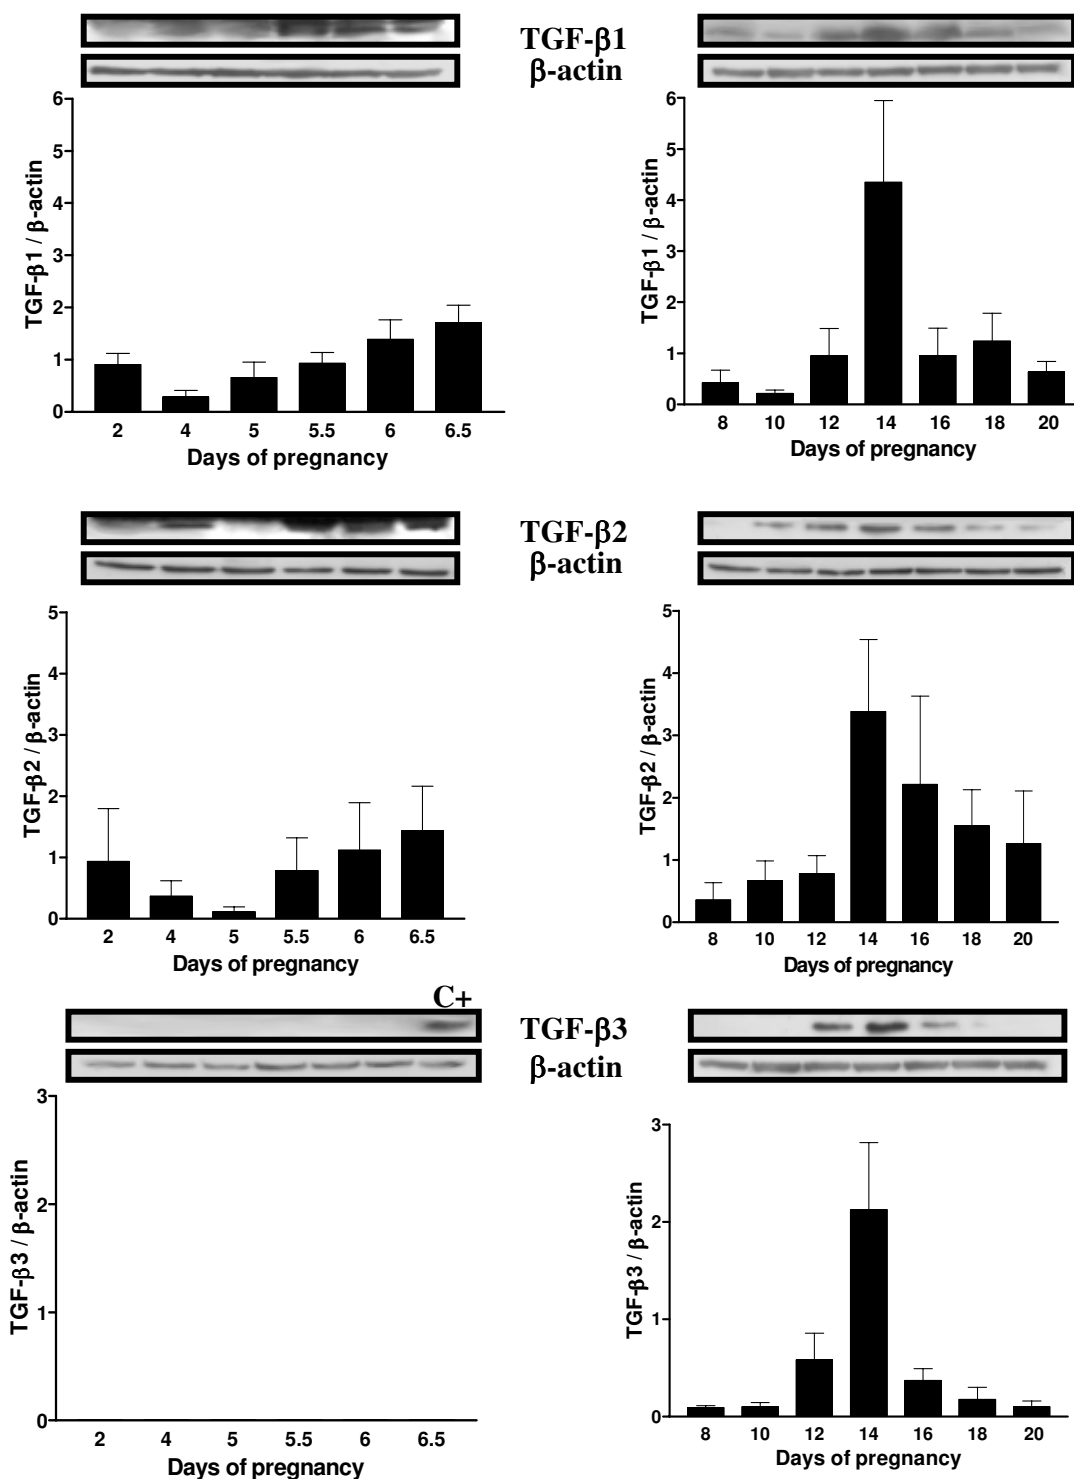 TGF-β1
β-actin
6
5
4
3
2
1
0
TGF-β1 / β-actin
2 4 5 5.5 6 6.5
Days of pregnancy
6
5
4
3
2
1
0
TGF-β1 / β-actin
8 10 12 14 16 18 20
Days of pregnancy
TGF-β2
β-actin
5
4
3
2
1
0
TGF-β2 / β-actin
2 4 5 5.5 6 6.5
Days of pregnancy
5
4
3
2
1
0
TGF-β2 / β-actin
8 10 12 14 16 18 20
Days of pregnancy
C+
TGF-β3
β-actin
3
2
1
0
TGF-β3 / β-actin
2 4 5 5.5 6 6.5
Days of pregnancy
3
2
1
0
TGF-β3 / β-actin
8 10 12 14 16 18 20
Days of pregnancy